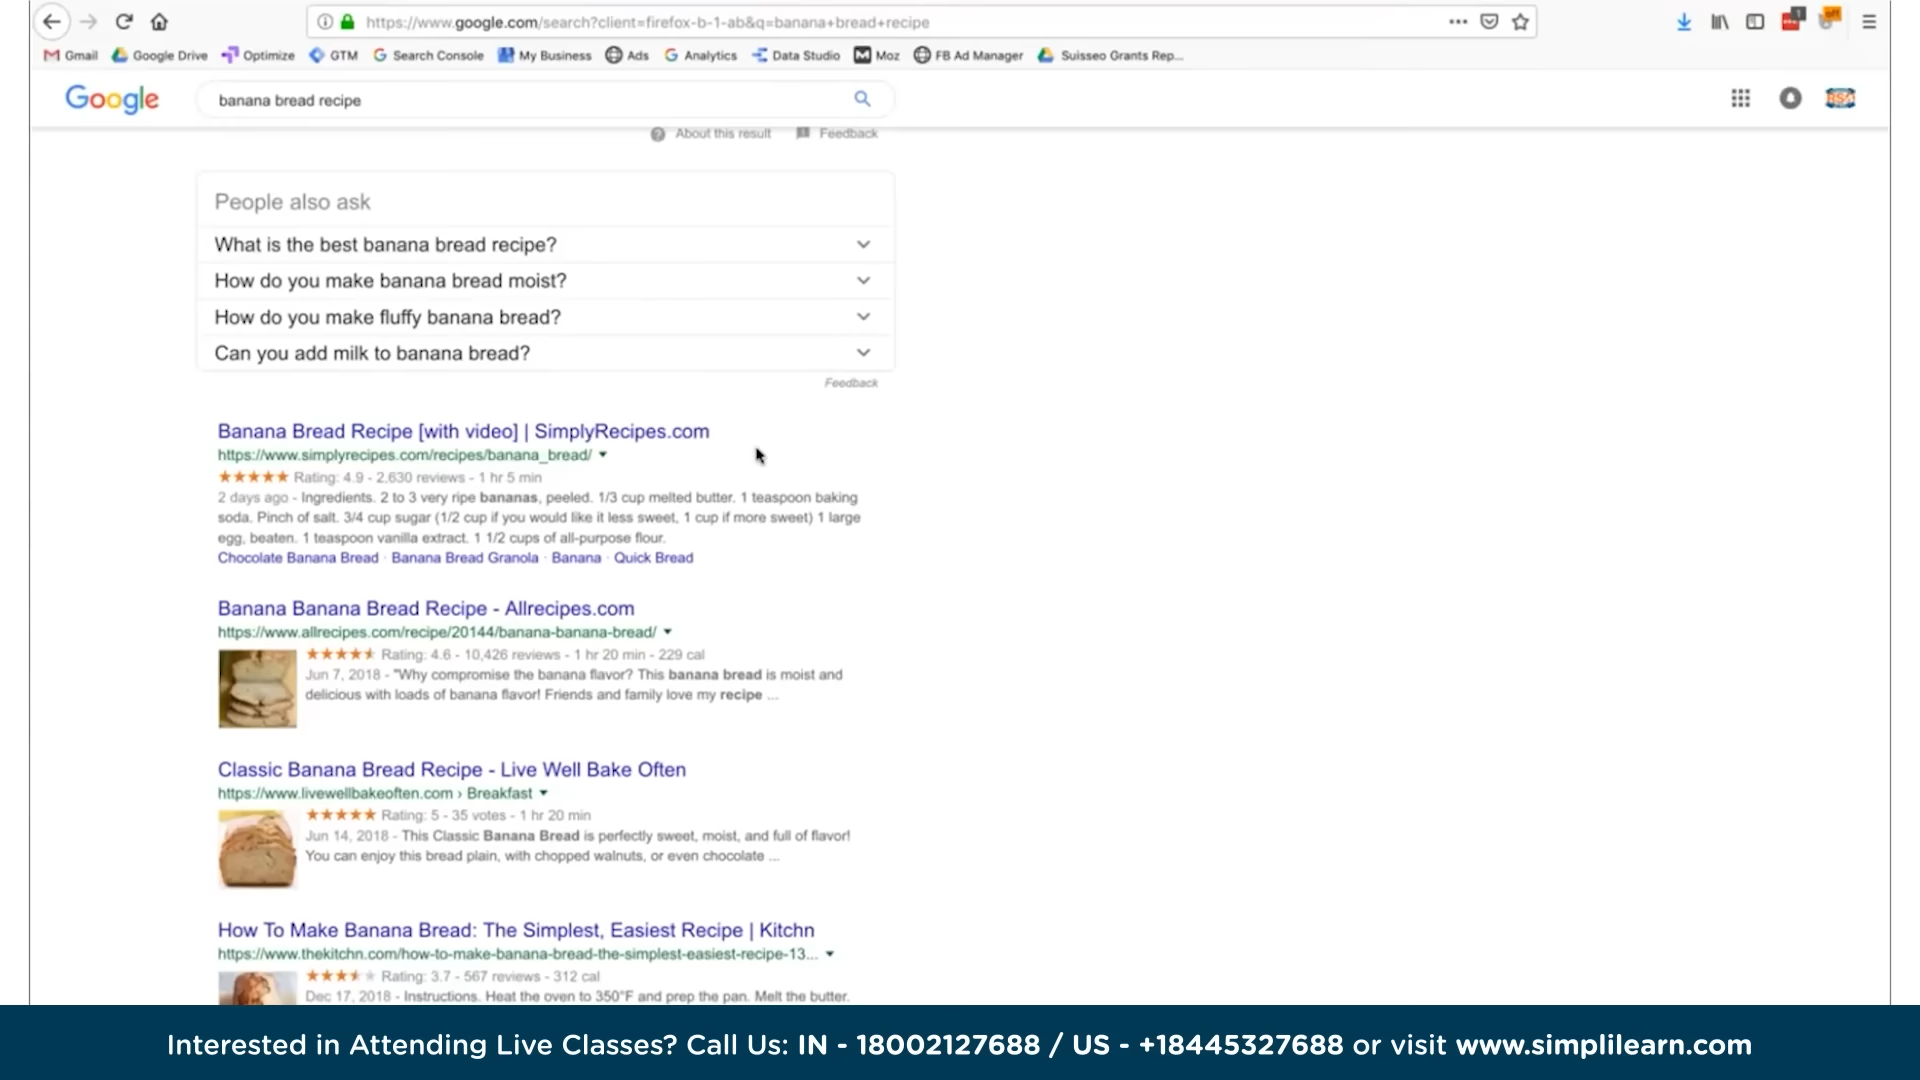 https://www.google.com/search?client=firefox-b-1-ab&q=banana+bread+recipe
1
off
Gmail Google Drive Optimize GTM Search Console My Business Ads Analytics Data Studio Moz FB Ad Manager Suisseo Grants Rep...
Google banana bread recipe
About this result Feedback
People also ask
What is the best banana bread recipe?
How do you make banana bread moist?
How do you make fluffy banana bread?
Can you add milk to banana bread?
Feedback
Banana Bread Recipe [with video] | SimplyRecipes.com
https://www.simplyrecipes.com/recipes/banana_bread/
Rating: 4.9 - 2,630 reviews - 1 hr 5 min
2 days ago - Ingredients. 2 to 3 very ripe bananas, peeled. 1/3 cup melted butter. 1 teaspoon baking
soda. Pinch of salt. 3/4 cup sugar (1/2 cup if you would like it less sweet, 1 cup if more sweet) 1 large
egg, beaten. 1 teaspoon vanilla extract. 1 1/2 cups of all-purpose flour.
Chocolate Banana Bread · Banana Bread Granola · Banana · Quick Bread
Banana Banana Bread Recipe - Allrecipes.com
https://www.allrecipes.com/recipe/20144/banana-banana-bread/
Rating: 4.6 - 10,426 reviews - 1 hr 20 min - 229 cal
Jun 7, 2018 - "Why compromise the banana flavor? This banana bread is moist and
delicious with loads of banana flavor! Friends and family love my recipe ...
Classic Banana Bread Recipe - Live Well Bake Often
https://www.livewellbakeoften.com › Breakfast
Rating: 5 - 35 votes - 1 hr 20 min
Jun 14, 2018 - This Classic Banana Bread is perfectly sweet, moist, and full of flavor!
You can enjoy this bread plain, with chopped walnuts, or even chocolate ...
How To Make Banana Bread: The Simplest, Easiest Recipe | Kitchn
https://www.thekitchn.com/how-to-make-banana-bread-the-simplest-easiest-recipe-13...
Rating: 3.7 - 567 reviews - 312 cal
Dec 17, 2018 - Instructions. Heat the oven to 350°F and prep the pan. Melt the butter.
Interested in Attending Live Classes? Call Us: IN - 18002127688 / US - +18445327688 or visit www.simplilearn.com